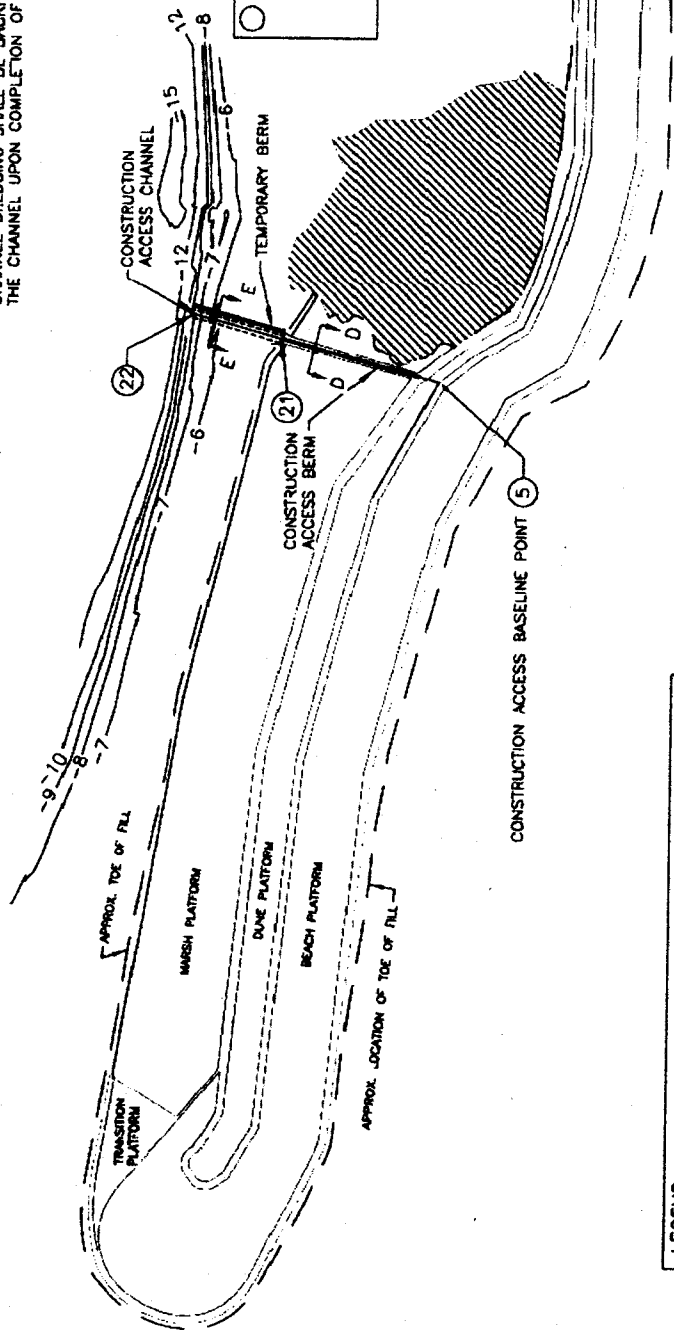 THE CHANNEL UPON COMPLETION OF
12
-8
-6
15
CONSTRUCTION
ACCESS CHANNEL
-12
-7
TEMPORARY BERM
E
E
22
-6
-7
21
D
D
CONSTRUCTION
ACCESS BERM
CONSTRUCTION ACCESS BASELINE POINT 5
-9
-10
-8
-7
APPROX. TOE OF FILL
MARSH PLATFORM
DUNE PLATFORM
BEACH PLATFORM
APPROX. LOCATION OF TOE OF FILL
TRANSITION
PLATFORM